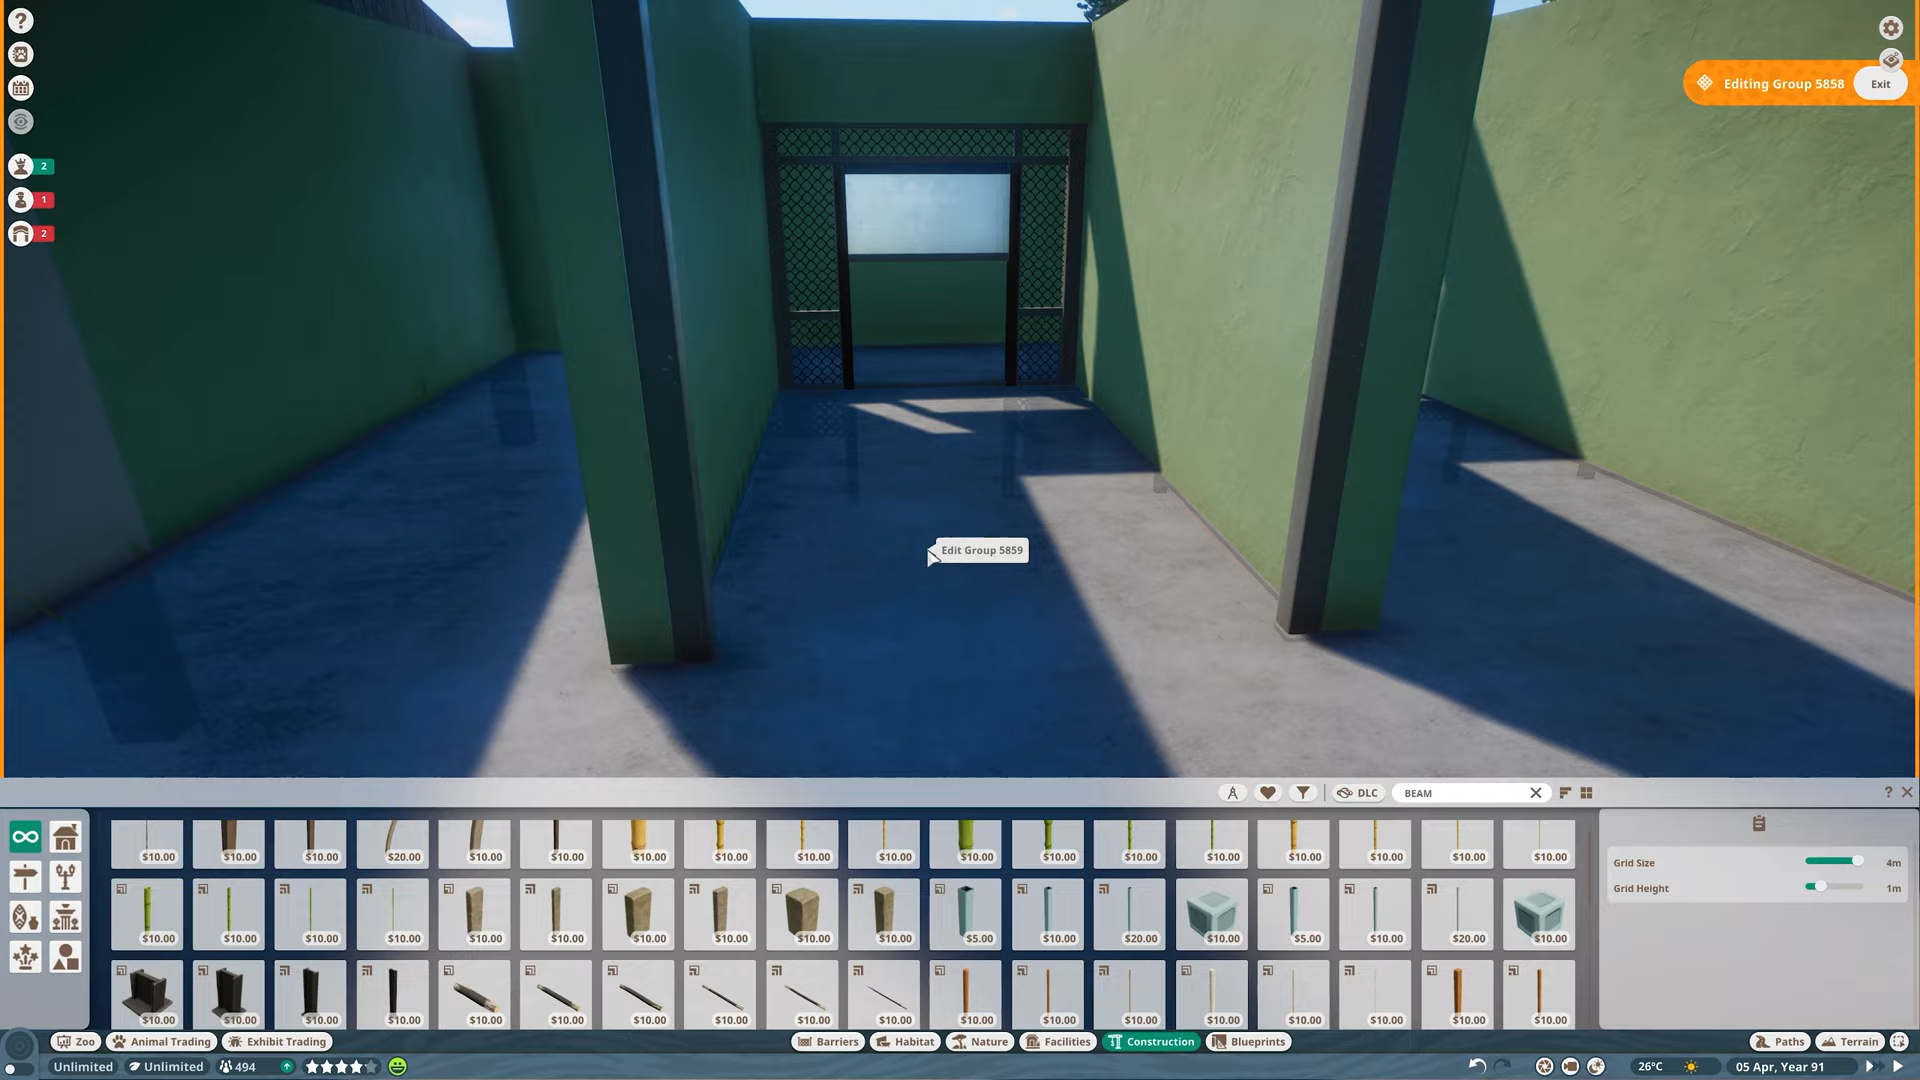 ?
Editing Group 5858
Exit
2
1
2
Edit Group 5859
DLC
BEAM
?
$10.00 $10.00 $10.00 $20.00 $10.00 $10.00 $10.00 $10.00 $10.00 $10.00 $10.00 $10.00 $10.00 $10.00 $10.00 $10.00 $10.00 $10.00
Grid Size 4m
Grid Height 1m
$10.00 $10.00 $10.00 $10.00 $10.00 $10.00 $10.00 $10.00 $10.00 $10.00 $5.00 $10.00 $20.00 $10.00 $5.00 $10.00 $20.00 $10.00
$10.00 $10.00 $10.00 $10.00 $10.00 $10.00 $10.00 $10.00 $10.00 $10.00 $10.00 $10.00 $10.00 $10.00 $10.00 $10.00 $10.00 $10.00
Zoo Animal Trading Exhibit Trading Barriers Habitat Nature Facilities Construction Blueprints Paths Terrain
Unlimited Unlimited 494 26°C 05 Apr, Year 91